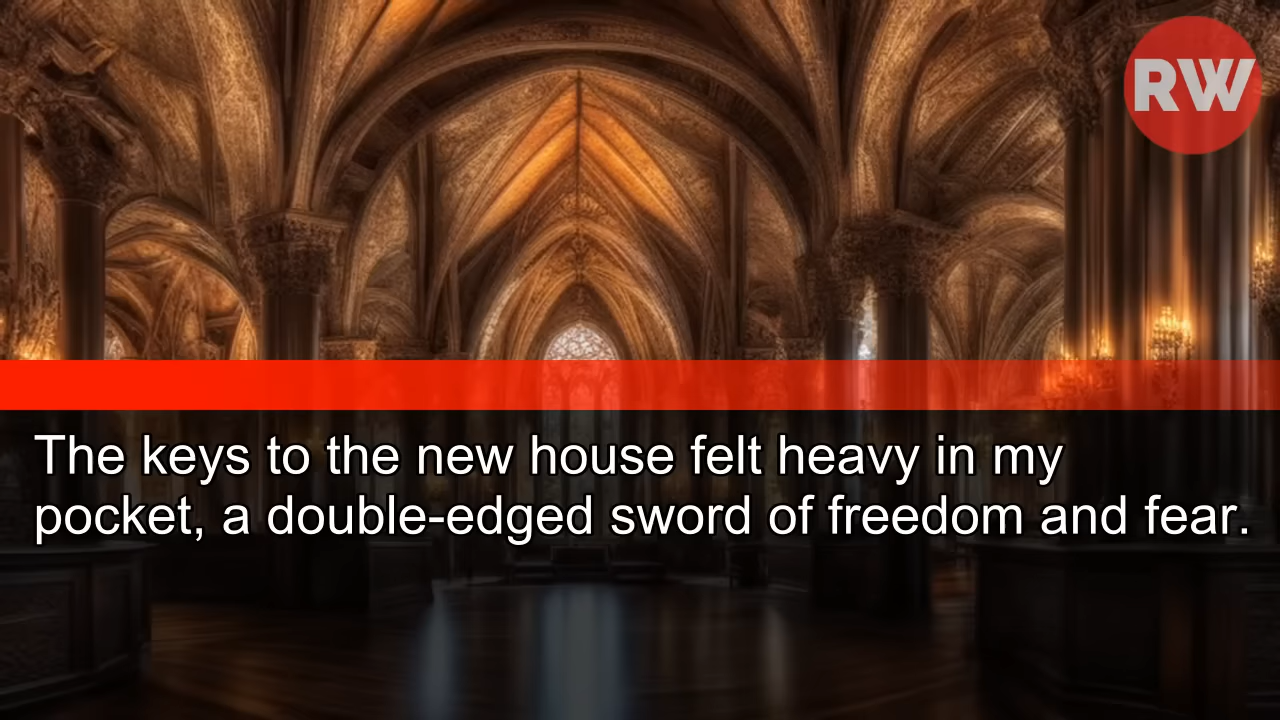 RW
The keys to the new house felt heavy in my
pocket, a double-edged sword of freedom and fear.